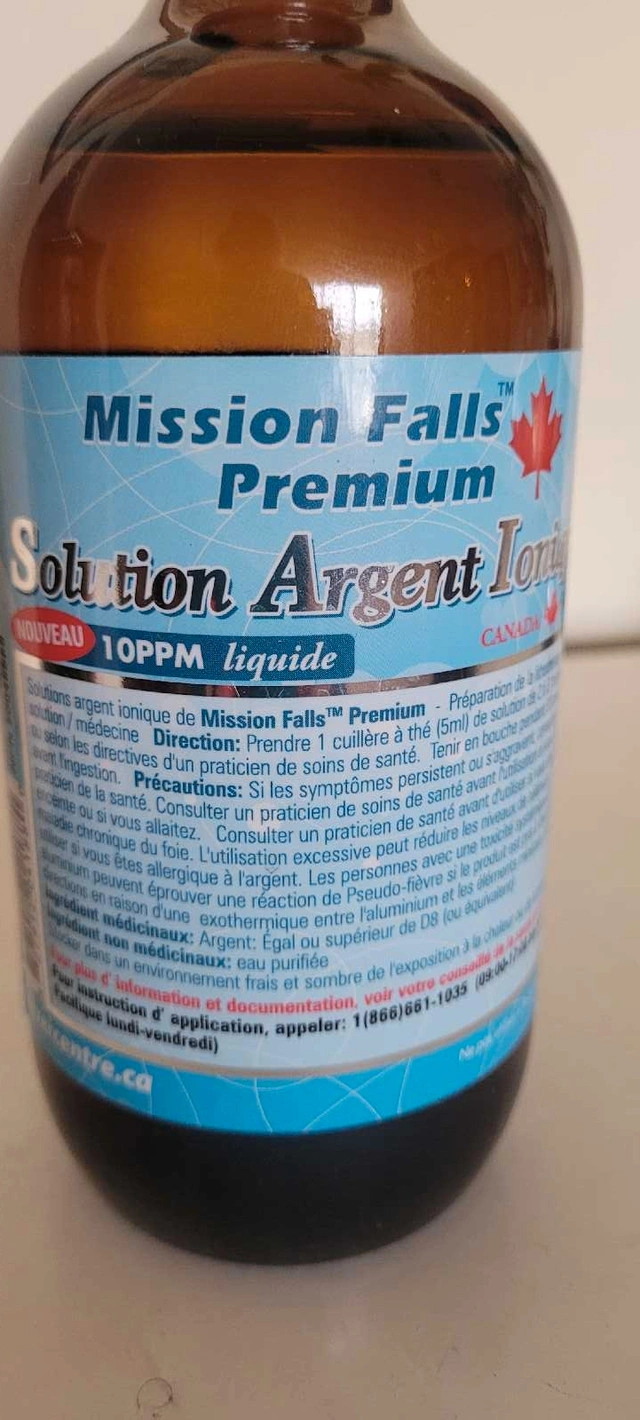 Mission Falls™
Premium
Solution Argent Ioni
NOUVEAU 10PPM liquide
CANADA
Solutions argent ionique de Mission Falls™ Premium - Préparation de la
solution / médecine Direction: Prendre 1 cuillère à thé (5ml) de solution de
ou selon les directives d'un praticien de soins de santé. Tenir en bouche
avant l'ingestion. Précautions: Si les symptômes persistent ou s'aggravent,
praticien de la santé. Consulter un praticien de soins de santé avant l'utilisation
enceinte ou si vous allaitez. Consulter un praticien de santé avant d'utiliser
maladie chronique du foie. L'utilisation excessive peut réduire les niveaux de
utiliser si vous êtes allergique à l'argent. Les personnes avec une toxicité
aluminium peuvent éprouver une réaction de Pseudo-fièvre si le produit est
directions en raison d'une exothermique entre l'aluminium et les éléments
Ingrédient médicinaux: Argent: Égal ou supérieur de D8 (ou équivalent)
Ingrédient non médicinaux: eau purifiée
stocker dans un environnement frais et sombre de l'exposition à la chaleur
Pour plus d' information et documentation, voir votre conseille de
Pour instruction d' application, appeler: 1(866)661-1035 (09:00-17
Pacifique lundi-vendredi)
centre.ca